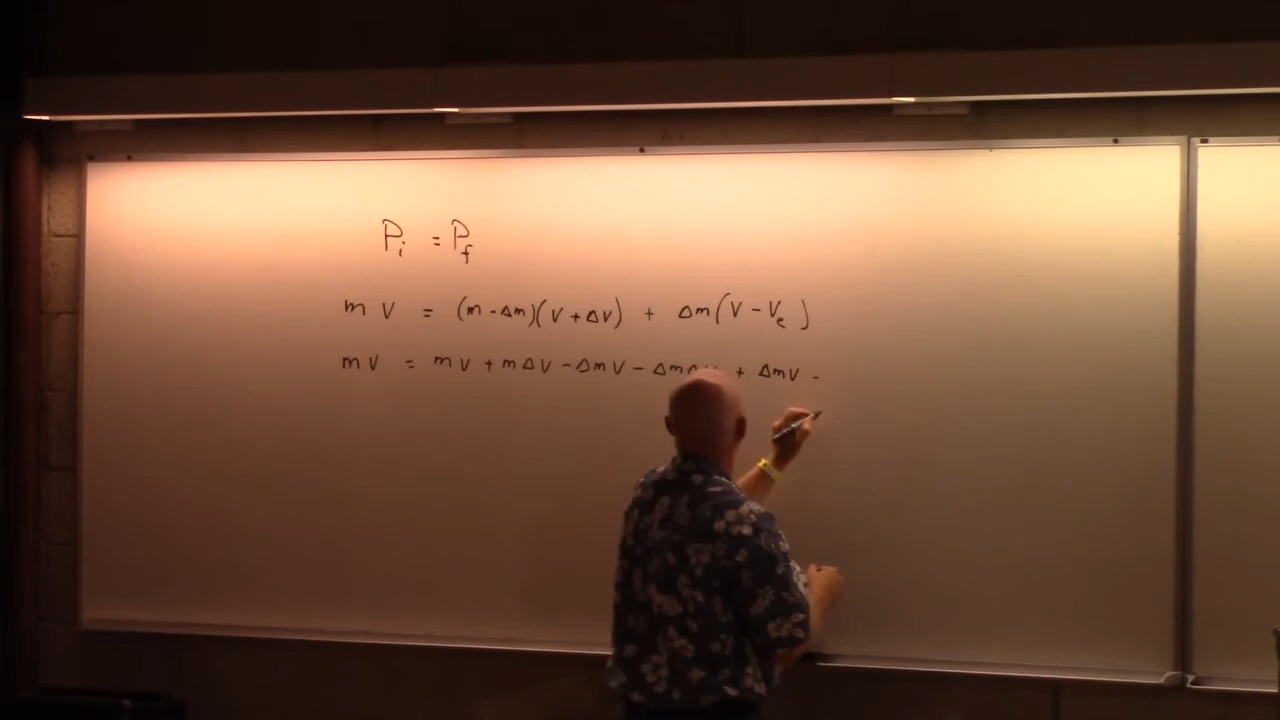 Pi = Pf
m v = (m - Δm)(v + Δv) + Δm(v - ve)
m v = m v + m Δv - Δm v - Δm Δ + Δm v -